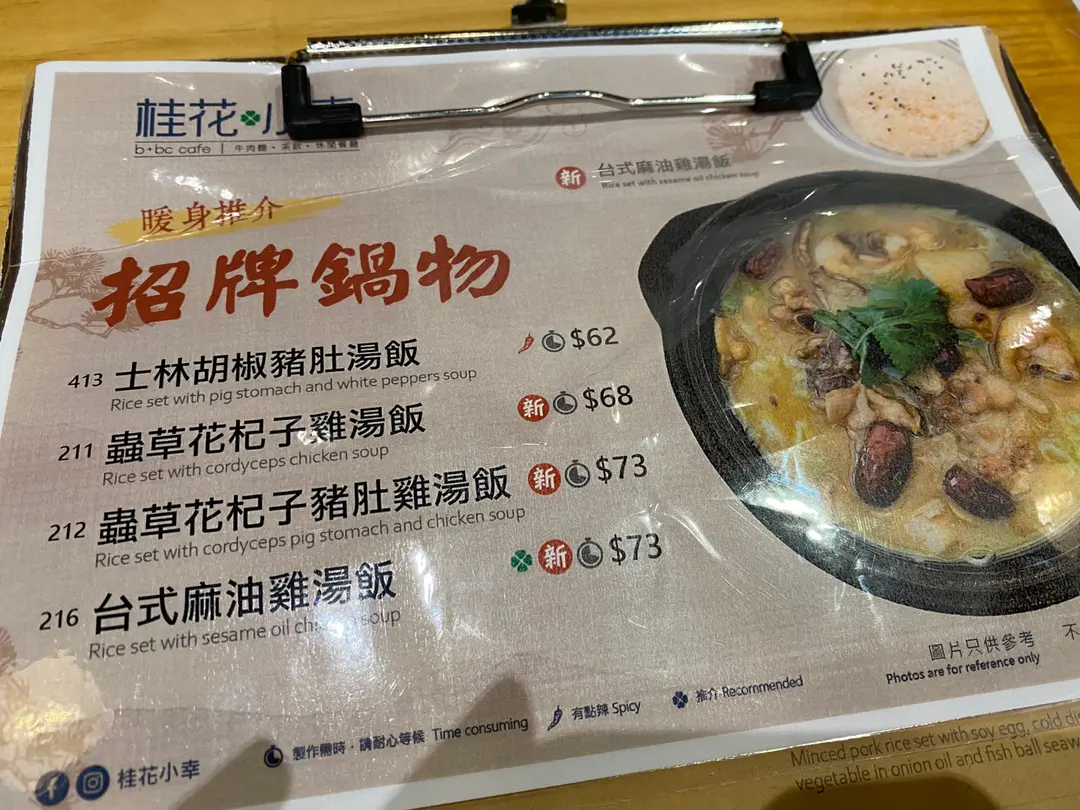 桂花小
b+bc cafe | 牛肉麵・茶飲・休閒餐廳
新 台式麻油雞湯飯
Rice set with sesame oil chicken soup
暖身推介
招牌鍋物
413 士林胡椒豬肚湯飯 $62
Rice set with pig stomach and white peppers soup
211 蟲草花杞子雞湯飯 新 $68
Rice set with cordyceps chicken soup
212 蟲草花杞子豬肚雞湯飯 新 $73
Rice set with cordyceps pig stomach and chicken soup
216 台式麻油雞湯飯 新 $73
Rice set with sesame oil chicken soup
圖片只供參考
不
Photos are for reference only
製作需時・請耐心等候 Time consuming 有點辣 Spicy 推介 Recommended
桂花小幸
Minced pork rice set with soy egg, cold
vegetable in onion oil and fish ball